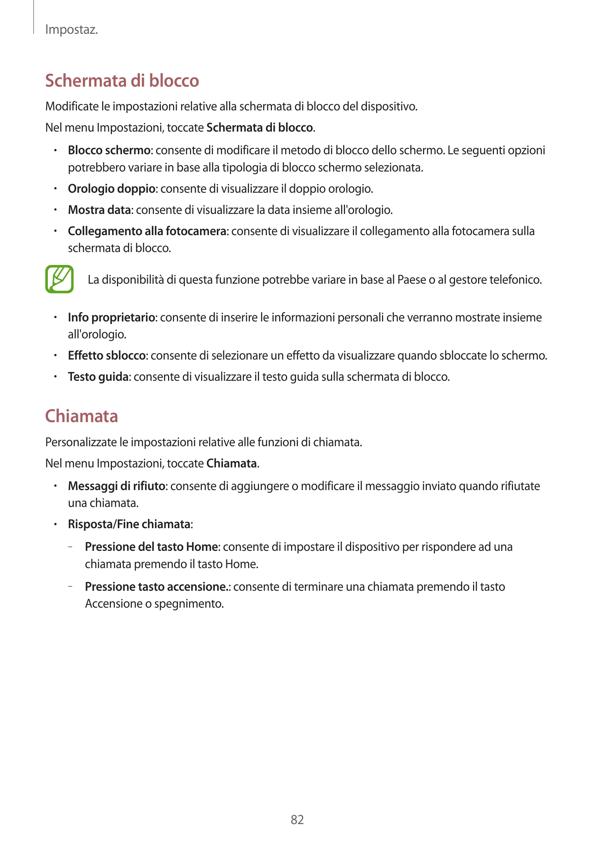 Impostaz.
Schermata di blocco
Modificate le impostazioni relative alla schermata di blocco del dispositivo.
Nel menu Impostazioni, toccate Schermata di blocco.
• Blocco schermo: consente di modificare il metodo di blocco dello schermo. Le seguenti opzioni
potrebbero variare in base alla tipologia di blocco schermo selezionata.
• Orologio doppio: consente di visualizzare il doppio orologio.
• Mostra data: consente di visualizzare la data insieme all'orologio.
• Collegamento alla fotocamera: consente di visualizzare il collegamento alla fotocamera sulla
schermata di blocco.
La disponibilità di questa funzione potrebbe variare in base al Paese o al gestore telefonico.
• Info proprietario: consente di inserire le informazioni personali che verranno mostrate insieme
all'orologio.
• Effetto sblocco: consente di selezionare un effetto da visualizzare quando sbloccate lo schermo.
• Testo guida: consente di visualizzare il testo guida sulla schermata di blocco.
Chiamata
Personalizzate le impostazioni relative alle funzioni di chiamata.
Nel menu Impostazioni, toccate Chiamata.
• Messaggi di rifiuto: consente di aggiungere o modificare il messaggio inviato quando rifiutate
una chiamata.
• Risposta/Fine chiamata:
– Pressione del tasto Home: consente di impostare il dispositivo per rispondere ad una
chiamata premendo il tasto Home.
– Pressione tasto accensione.: consente di terminare una chiamata premendo il tasto
Accensione o spegnimento.
82